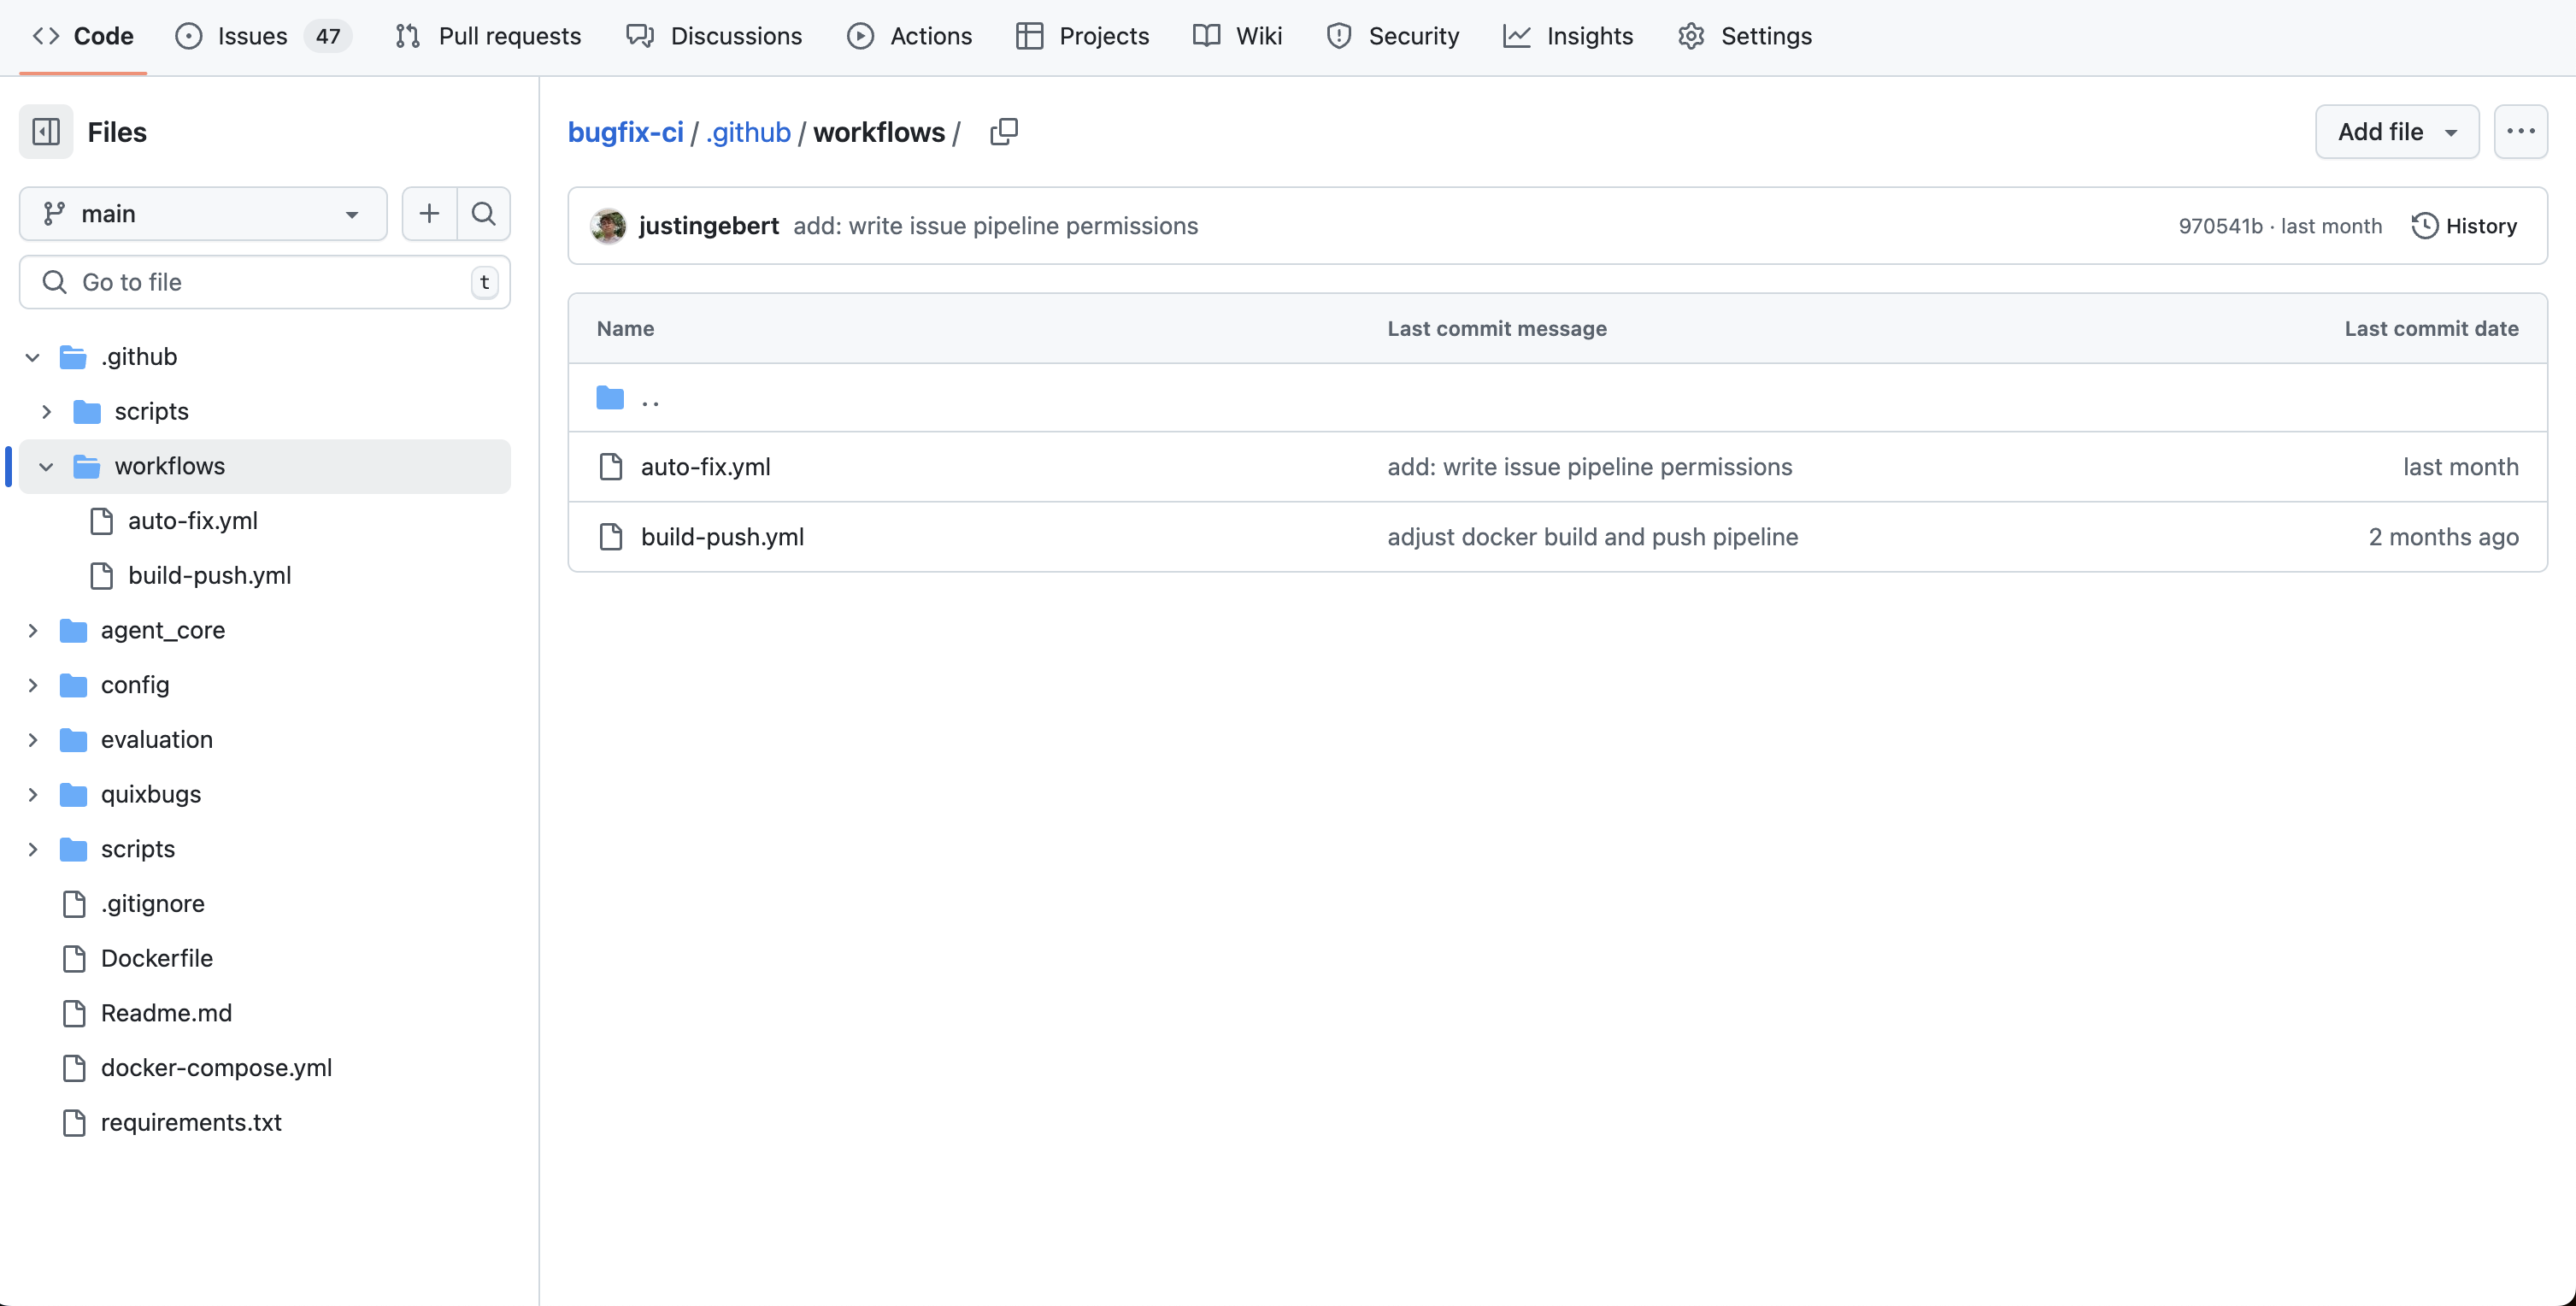 Code Issues 47 Pull requests Discussions Actions Projects Wiki Security Insights Settings
Files
main
Go to file t
.github
scripts
workflows
auto-fix.yml
build-push.yml
agent_core
config
evaluation
quixbugs
scripts
.gitignore
Dockerfile
Readme.md
docker-compose.yml
requirements.txt
bugfix-ci / .github / workflows /
Add file
justingebert add: write issue pipeline permissions 970541b · last month History
Name Last commit message Last commit date
..
auto-fix.yml add: write issue pipeline permissions last month
build-push.yml adjust docker build and push pipeline 2 months ago